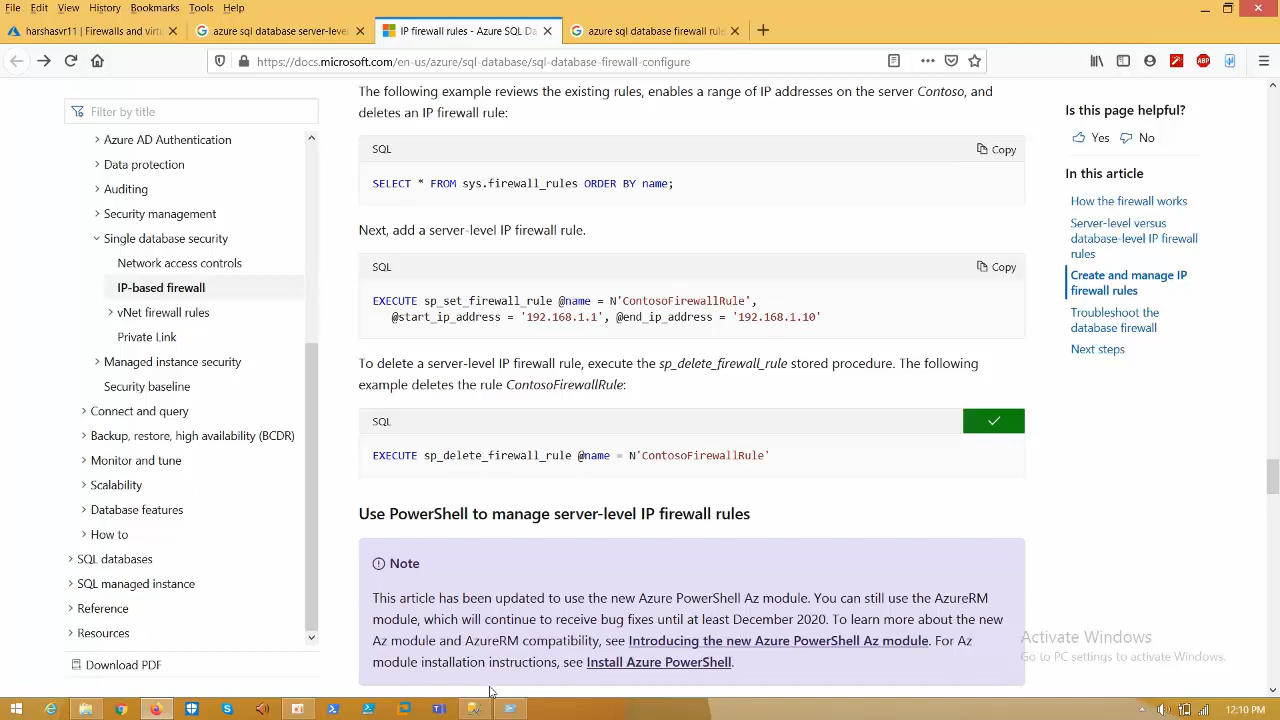 File Edit View History Bookmarks Tools Help
harshasvr11 | Firewalls and virtu
azure sql database server-level
IP firewall rules - Azure SQL Da
azure sql database firewall rule
https://docs.microsoft.com/en-us/azure/sql-database/sql-database-firewall-configure
Filter by title
Azure AD Authentication
Data protection
Auditing
Security management
Single database security
Network access controls
IP-based firewall
vNet firewall rules
Private Link
Managed instance security
Security baseline
Connect and query
Backup, restore, high availability (BCDR)
Monitor and tune
Scalability
Database features
How to
SQL databases
SQL managed instance
Reference
Resources
Download PDF
The following example reviews the existing rules, enables a range of IP addresses on the server Contoso, and
deletes an IP firewall rule:
SQL
Copy
SELECT * FROM sys.firewall_rules ORDER BY name;
Next, add a server-level IP firewall rule.
SQL
Copy
EXECUTE sp_set_firewall_rule @name = N'ContosoFirewallRule',
@start_ip_address = '192.168.1.1', @end_ip_address = '192.168.1.10'
To delete a server-level IP firewall rule, execute the sp_delete_firewall_rule stored procedure. The following
example deletes the rule ContosoFirewallRule:
SQL
EXECUTE sp_delete_firewall_rule @name = N'ContosoFirewallRule'
Use PowerShell to manage server-level IP firewall rules
Note
This article has been updated to use the new Azure PowerShell Az module. You can still use the AzureRM
module, which will continue to receive bug fixes until at least December 2020. To learn more about the new
Az module and AzureRM compatibility, see Introducing the new Azure PowerShell Az module. For Az
module installation instructions, see Install Azure PowerShell.
Is this page helpful?
Yes
No
In this article
How the firewall works
Server-level versus
database-level IP firewall
rules
Create and manage IP
firewall rules
Troubleshoot the
database firewall
Next steps
Activate Windows
Go to PC settings to activate Windows.
ABP
12:10 PM